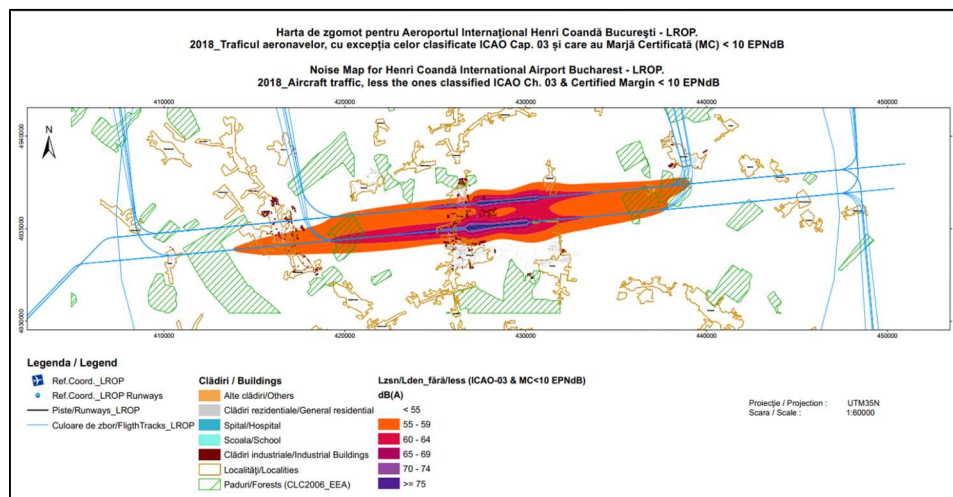 Harta de zgomot pentru Aeroportul Internațional Henri Coandă București - LROP.
2018_Traficul aeronavelor, cu excepția celor clasificate ICAO Cap. 03 și care au Marjă Certificată (MC) < 10 EPNdB
Noise Map for Henri Coandă International Airport Bucharest - LROP.
2018_Aircraft traffic, less the ones classified ICAO Ch. 03 & Certified Margin < 10 EPNdB
410000 420000 430000 440000 450000
N
4940000
4930000
410000 420000 430000 440000 450000
Legenda / Legend
Ref.Coord._LROP
Ref.Coord._LROP Runways
Piste/Runways_LROP
Culoare de zbor/FligthTracks_LROP
Clădiri / Buildings
Alte clădiri/Others
Clădiri rezidentiale/General residential
Spital/Hospital
Scoala/School
Clădiri industriale/Industrial Buildings
Localităţi/Localities
Paduri/Forests (CLC2006_EEA)
Lzsn/Lden_fără/less (ICAO-03 & MC<10 EPNdB)
dB(A)
< 55
55 - 59
60 - 64
65 - 69
70 - 74
>= 75
Proiecţie / Projection : UTM35N
Scara / Scale : 1:60000